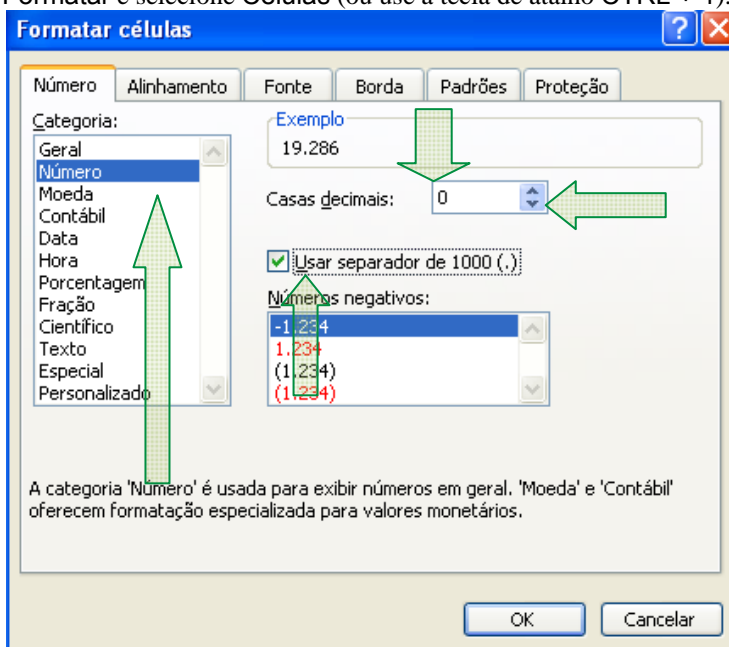 Formatar e selecione Células (ou use a tecla de atalho CTRL + 1).
Formatar células
Número Alinhamento Fonte Borda Padrões Proteção
Categoria:
Geral
Número
Moeda
Contábil
Data
Hora
Porcentagem
Fração
Científico
Texto
Especial
Personalizado
Exemplo
19.286
Casas decimais: 0
Usar separador de 1000 (.)
Números negativos:
-1.234
1.234
(1.234)
(1.234)
A categoria 'Número' é usada para exibir números em geral. 'Moeda' e 'Contábil'
oferecem formatação especializada para valores monetários.
OK Cancelar